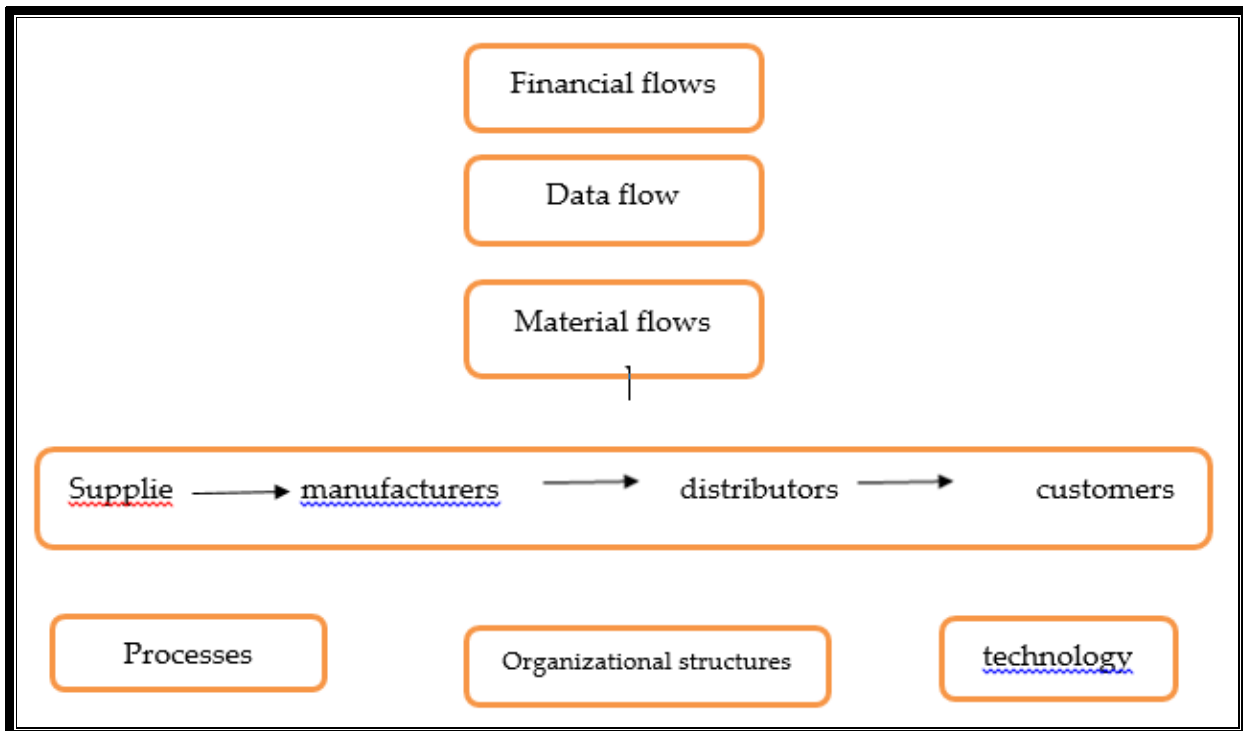 Financial flows
Data flow
Material flows
Supplie manufacturers distributors customers
Processes
Organizational structures
technology